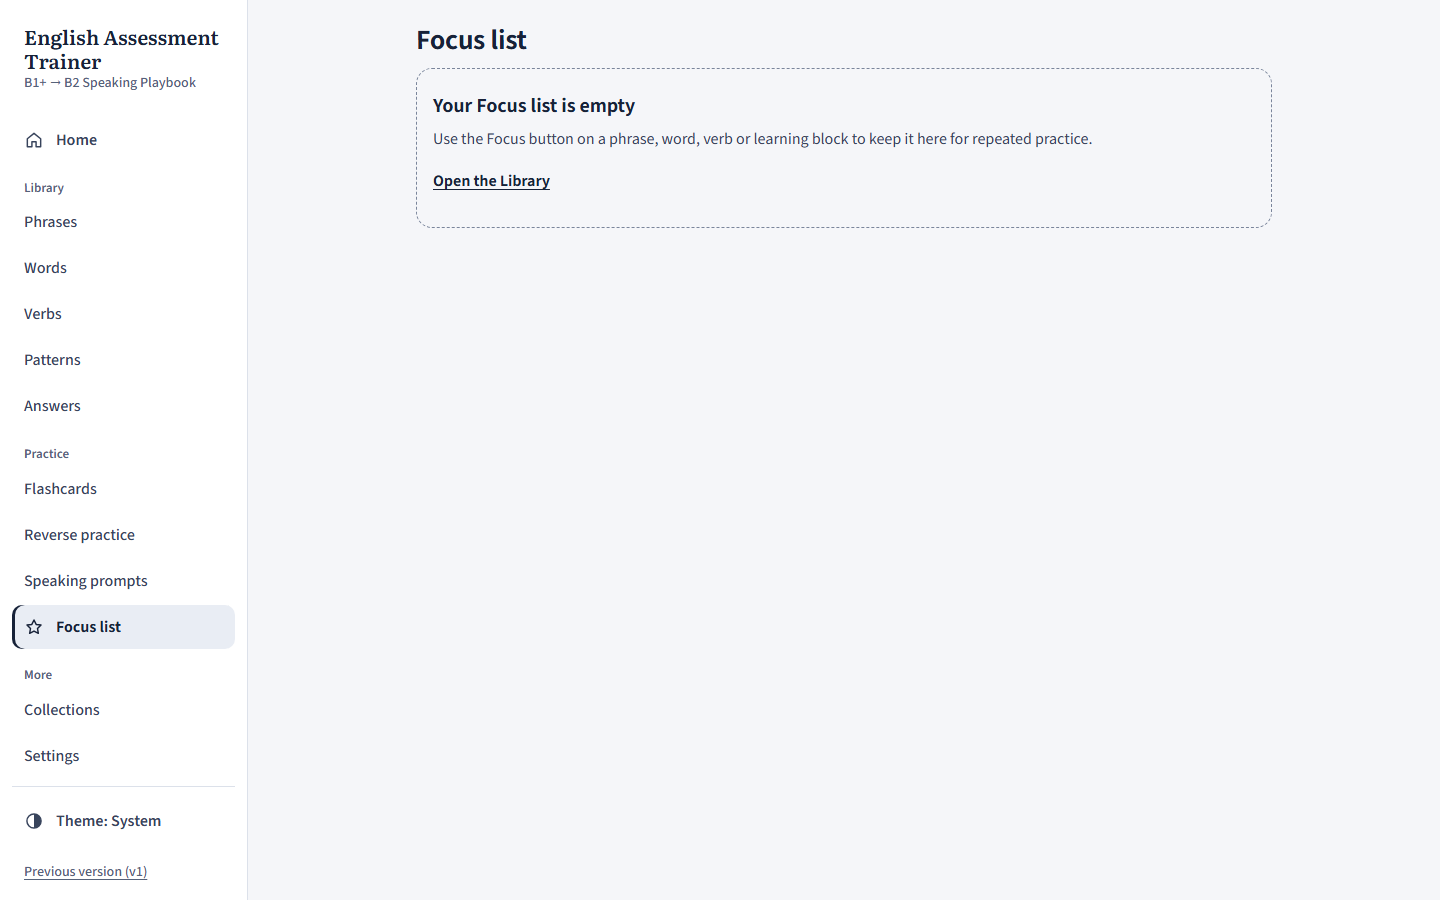 English Assessment
Trainer
B1+ → B2 Speaking Playbook
Home
Library
Phrases
Words
Verbs
Patterns
Answers
Practice
Flashcards
Reverse practice
Speaking prompts
Focus list
More
Collections
Settings
Theme: System
Previous version (v1)
Focus list
Your Focus list is empty
Use the Focus button on a phrase, word, verb or learning block to keep it here for repeated practice.
Open the Library